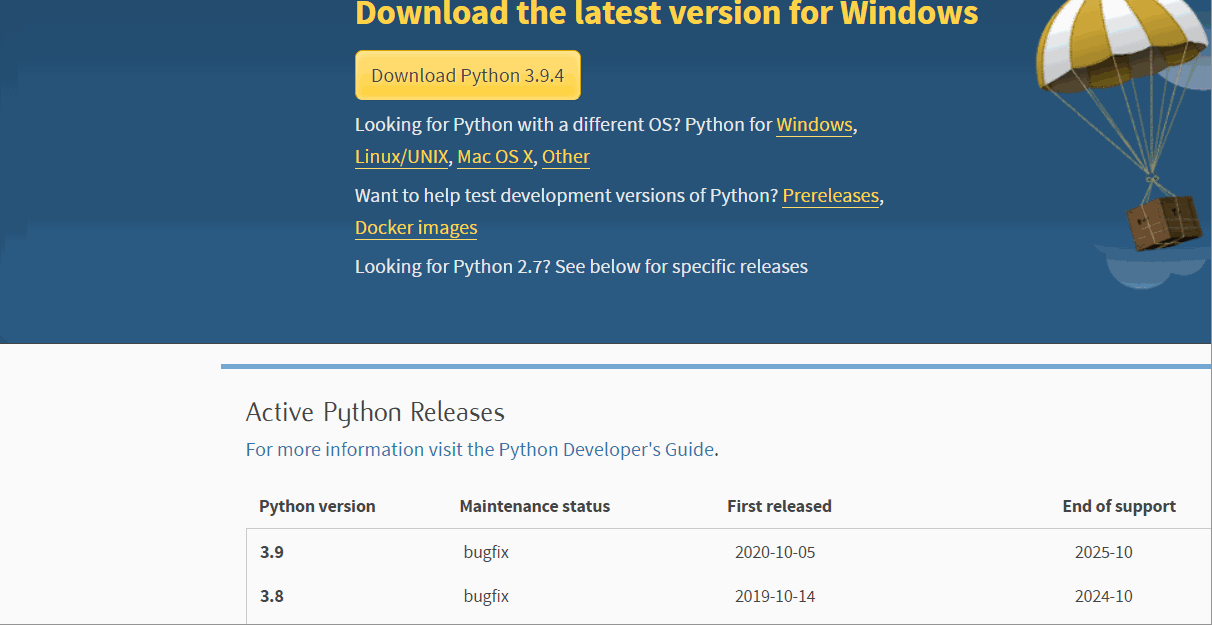 Download the latest version for Windows
Download Python 3.9.4
Looking for Python with a different OS? Python for Windows,
Linux/UNIX, Mac OS X, Other
Want to help test development versions of Python? Prereleases,
Docker images
Looking for Python 2.7? See below for specific releases
Active Python Releases
For more information visit the Python Developer's Guide.
Python version Maintenance status First released End of support
3.9 bugfix 2020-10-05 2025-10
3.8 bugfix 2019-10-14 2024-10